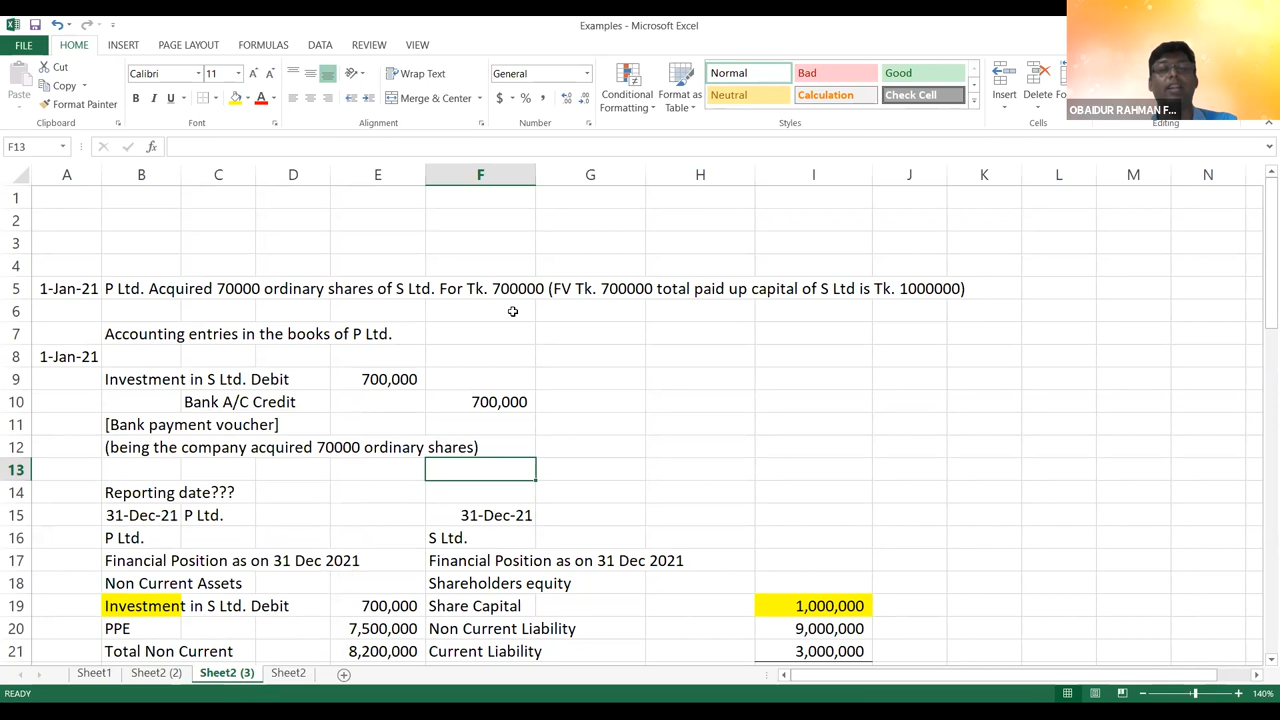 Examples - Microsoft Excel
FILE HOME INSERT PAGE LAYOUT FORMULAS DATA REVIEW VIEW
Cut
Copy
Format Painter
Paste
Clipboard
Calibri 11
B I U
Font
Wrap Text
Merge & Center
Alignment
General
$ % ,
Number
Conditional Formatting
Format as Table
Normal Bad Good
Neutral Calculation Check Cell
Styles
Insert Delete
Cells
Editing
OBAIDUR RAHMAN F...
F13 fx
A B C D E F G H I J K L M N
1
2
3
4
5 1-Jan-21 P Ltd. Acquired 70000 ordinary shares of S Ltd. For Tk. 700000 (FV Tk. 700000 total paid up capital of S Ltd is Tk. 1000000)
6
7 Accounting entries in the books of P Ltd.
8 1-Jan-21
9 Investment in S Ltd. Debit 700,000
10 Bank A/C Credit 700,000
11 [Bank payment voucher]
12 (being the company acquired 70000 ordinary shares)
13
14 Reporting date???
15 31-Dec-21 P Ltd. 31-Dec-21
16 P Ltd. S Ltd.
17 Financial Position as on 31 Dec 2021 Financial Position as on 31 Dec 2021
18 Non Current Assets Shareholders equity
19 Investment in S Ltd. Debit 700,000 Share Capital 1,000,000
20 PPE 7,500,000 Non Current Liability 9,000,000
21 Total Non Current 8,200,000 Current Liability 3,000,000
Sheet1 Sheet2 (2) Sheet2 (3) Sheet2
READY 140%